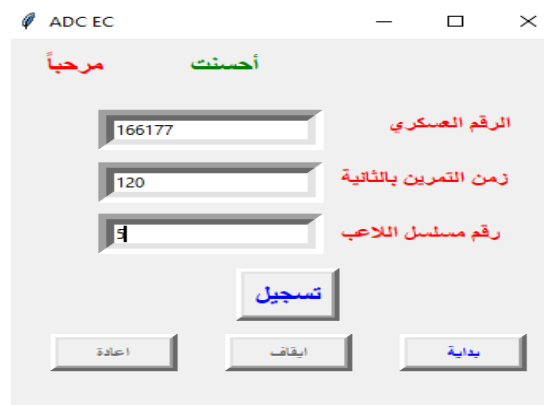 ADC EC
أحسنت مرحباً
الرقم العسكري 166177
زمن التمرين بالثانية 120
رقم مسلسل اللاعب 5
تسجيل
بداية ايقاف اعادة